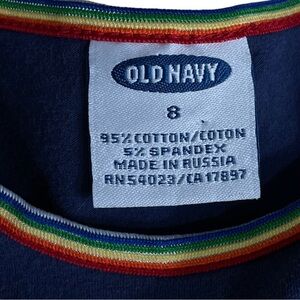 OLD NAVY
8
95% COTTON/COTON
5% SPANDEX
MADE IN RUSSIA
RN54023/CA17897